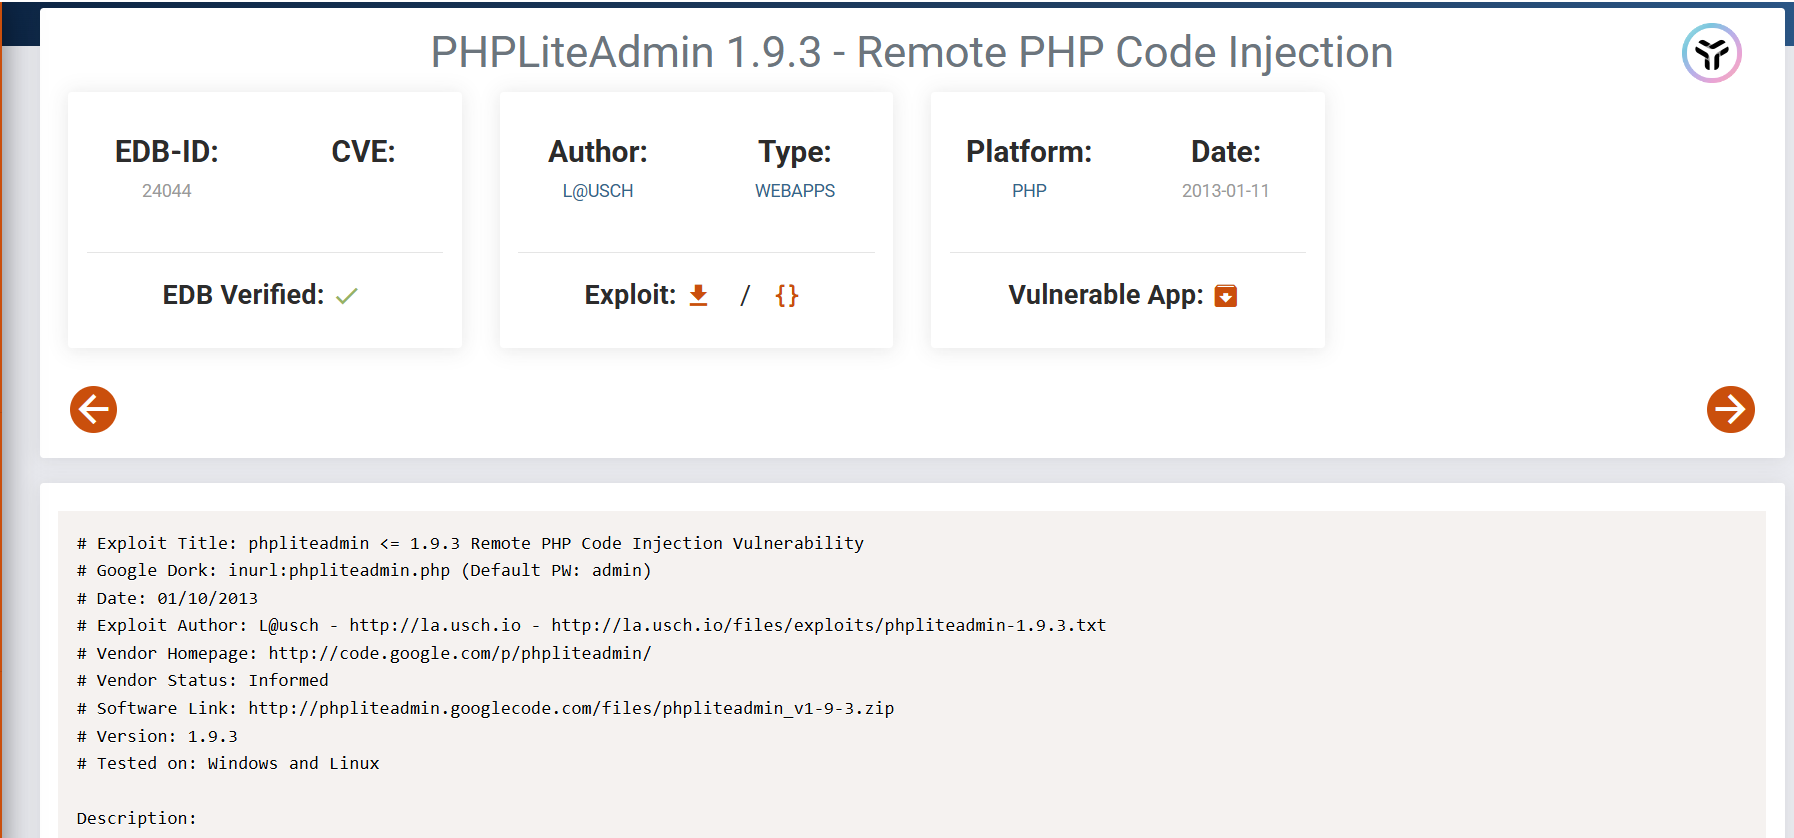 PHPLiteAdmin 1.9.3 - Remote PHP Code Injection
EDB-ID:
24044
CVE:
EDB Verified:
Author:
L@USCH
Type:
WEBAPPS
Exploit: / {}
Platform:
PHP
Date:
2013-01-11
Vulnerable App:
# Exploit Title: phpliteadmin <= 1.9.3 Remote PHP Code Injection Vulnerability
# Google Dork: inurl:phpliteadmin.php (Default PW: admin)
# Date: 01/10/2013
# Exploit Author: L@usch - http://la.usch.io - http://la.usch.io/files/exploits/phpliteadmin-1.9.3.txt
# Vendor Homepage: http://code.google.com/p/phpliteadmin/
# Vendor Status: Informed
# Software Link: http://phpliteadmin.googlecode.com/files/phpliteadmin_v1-9-3.zip
# Version: 1.9.3
# Tested on: Windows and Linux
Description: